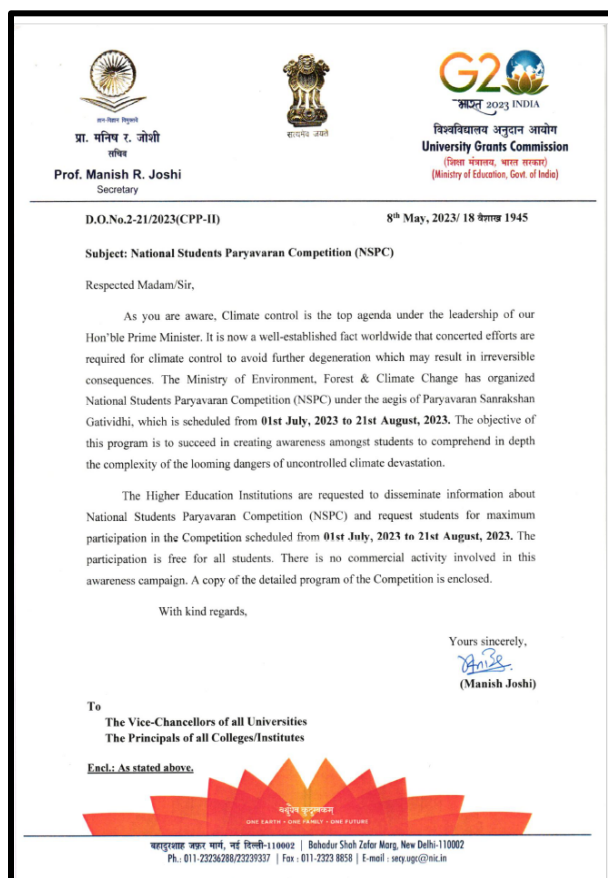 ज्ञान-विज्ञान विमुक्तये
प्रा. मनिष र. जोशी
सचिव
Prof. Manish R. Joshi
Secretary
सत्यमेव जयते
G20
भारत 2023 INDIA
विश्वविद्यालय अनुदान आयोग
University Grants Commission
(शिक्षा मंत्रालय, भारत सरकार)
(Ministry of Education, Govt. of India)
D.O.No.2-21/2023(CPP-II)
8th May, 2023/ 18 वैशाख 1945
Subject: National Students Paryavaran Competition (NSPC)
Respected Madam/Sir,
As you are aware, Climate control is the top agenda under the leadership of our
Hon'ble Prime Minister. It is now a well-established fact worldwide that concerted efforts are
required for climate control to avoid further degeneration which may result in irreversible
consequences. The Ministry of Environment, Forest & Climate Change has organized
National Students Paryavaran Competition (NSPC) under the aegis of Paryavaran Sanrakshan
Gatividhi, which is scheduled from 01st July, 2023 to 21st August, 2023. The objective of
this program is to succeed in creating awareness amongst students to comprehend in depth
the complexity of the looming dangers of uncontrolled climate devastation.
The Higher Education Institutions are requested to disseminate information about
National Students Paryavaran Competition (NSPC) and request students for maximum
participation in the Competition scheduled from 01st July, 2023 to 21st August, 2023. The
participation is free for all students. There is no commercial activity involved in this
awareness campaign. A copy of the detailed program of the Competition is enclosed.
With kind regards,
Yours sincerely,
(Manish Joshi)
To
The Vice-Chancellors of all Universities
The Principals of all Colleges/Institutes
Encl.: As stated above.
वसुधैव कुटुम्बकम्
ONE EARTH • ONE FAMILY • ONE FUTURE
बहादुरशाह ज़फ़र मार्ग, नई दिल्ली-110002 | Bahadur Shah Zafar Marg, New Delhi-110002
Ph.: 011-23236288/23239337 | Fax : 011-2323 8858 | E-mail : secy.ugc@nic.in